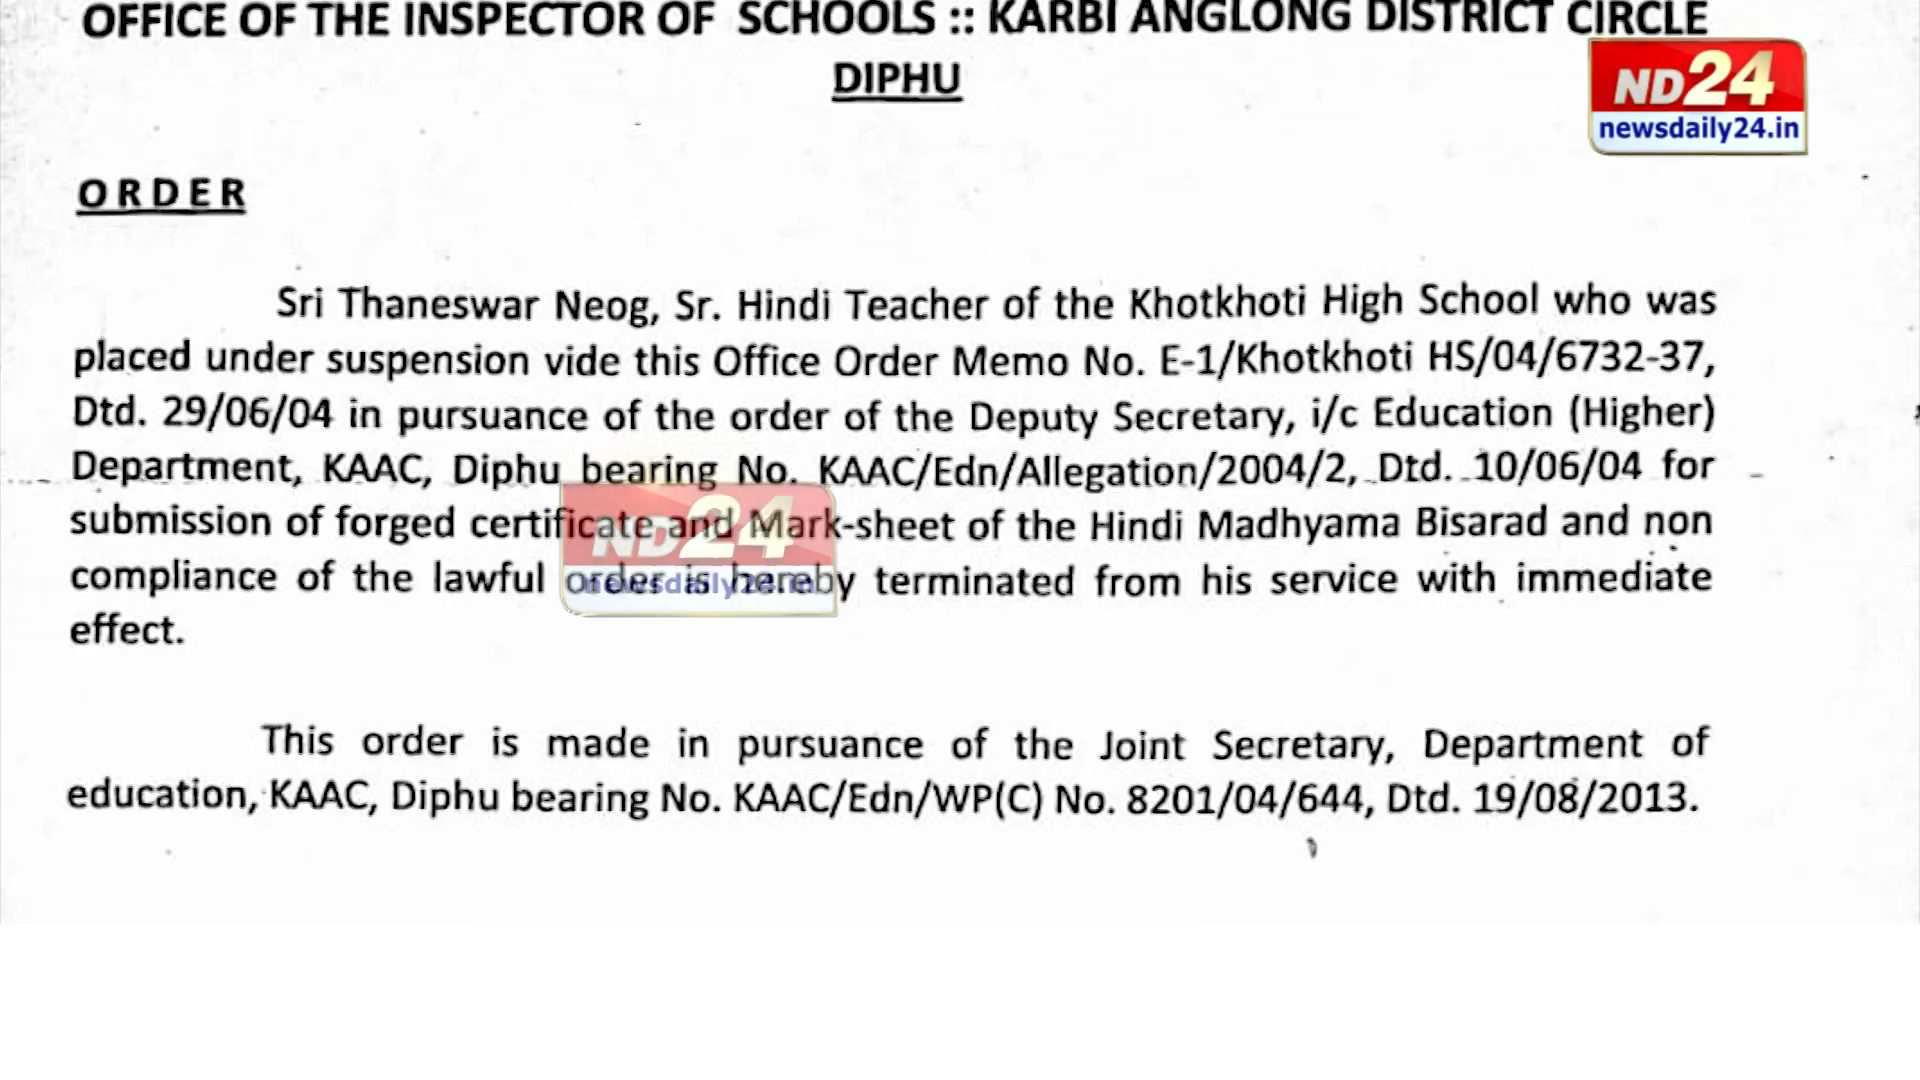 OFFICE OF THE INSPECTOR OF SCHOOLS :: KARBI ANGLONG DISTRICT CIRCLE
DIPHU
ND24
newsdaily24.in
ORDER
Sri Thaneswar Neog, Sr. Hindi Teacher of the Khotkhoti High School who was
placed under suspension vide this Office Order Memo No. E-1/Khotkhoti HS/04/6732-37,
Dtd. 29/06/04 in pursuance of the order of the Deputy Secretary, i/c Education (Higher)
Department, KAAC, Diphu bearing No. KAAC/Edn/Allegation/2004/2, Dtd. 10/06/04 for
submission of forged certificate and Mark-sheet of the Hindi Madhyama Bisarad and non
compliance of the lawful order is hereby terminated from his service with immediate
effect.
ND24
newsdaily24.in
This order is made in pursuance of the Joint Secretary, Department of
education, KAAC, Diphu bearing No. KAAC/Edn/WP(C) No. 8201/04/644, Dtd. 19/08/2013.